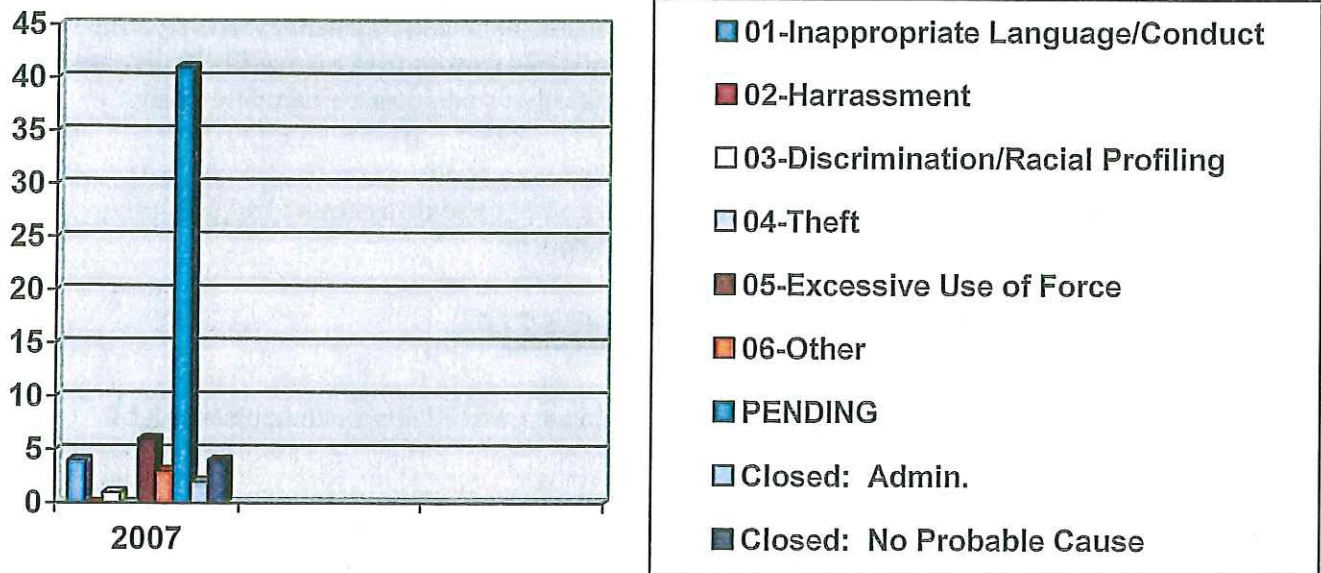 45
40
35
30
25
20
15
10
5
0
2007
01-Inappropriate Language/Conduct
02-Harrassment
03-Discrimination/Racial Profiling
04-Theft
05-Excessive Use of Force
06-Other
PENDING
Closed: Admin.
Closed: No Probable Cause